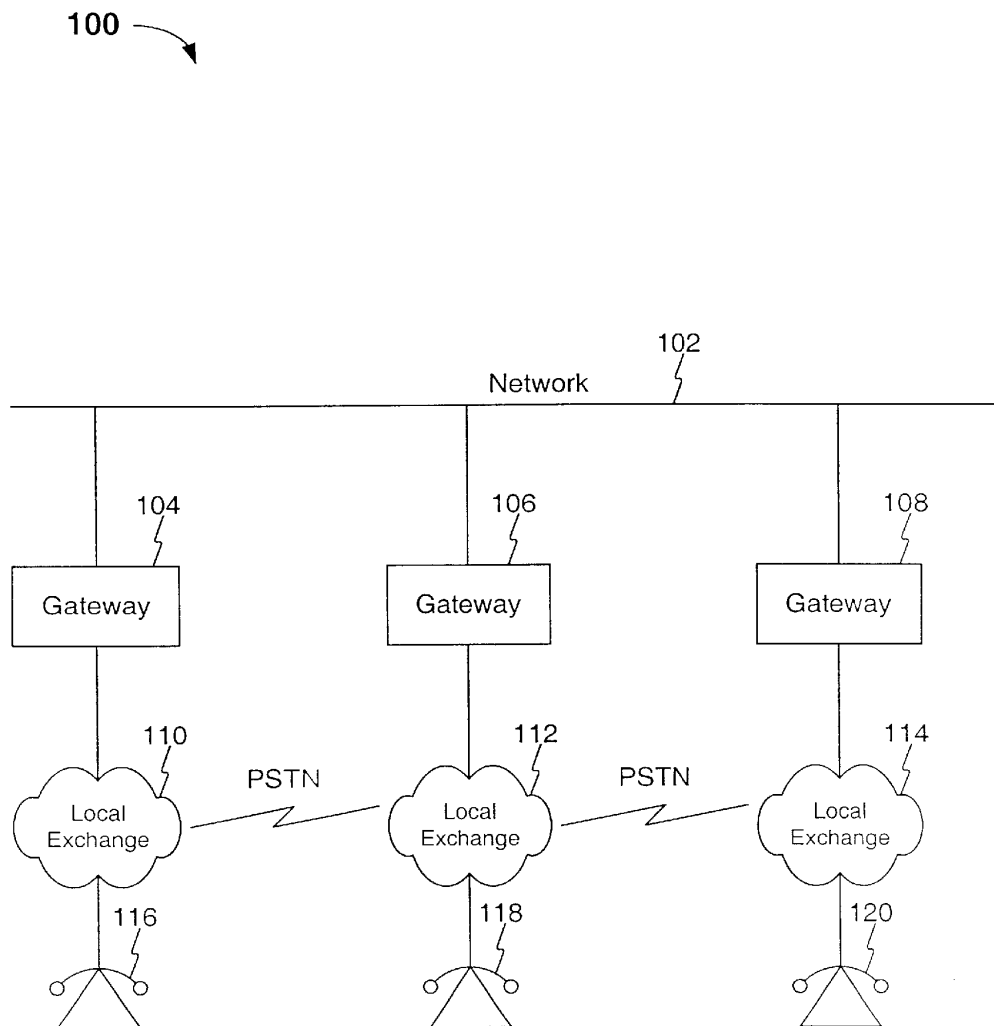 100
102
Network
104
106
108
Gateway
Gateway
Gateway
110
112
114
PSTN
PSTN
Local
Exchange
Local
Exchange
Local
Exchange
116
118
120